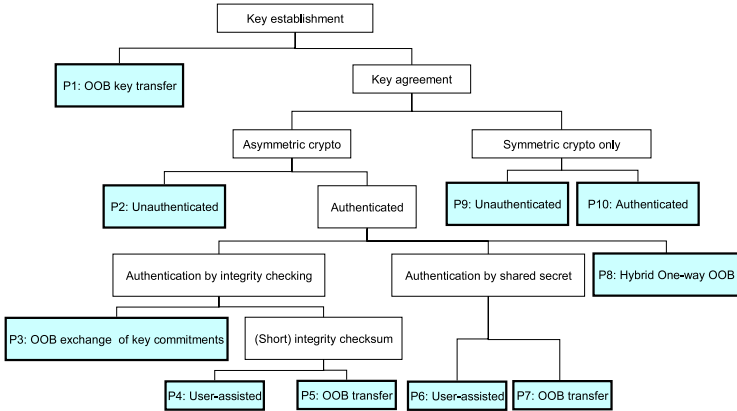 Key establishment
P1: OOB key transfer
Key agreement
Asymmetric crypto
Symmetric crypto only
P2: Unauthenticated
Authenticated
P9: Unauthenticated
P10: Authenticated
Authentication by integrity checking
Authentication by shared secret
P8: Hybrid One-way OOB
P3: OOB exchange of key commitments
(Short) integrity checksum
P4: User-assisted
P5: OOB transfer
P6: User-assisted
P7: OOB transfer